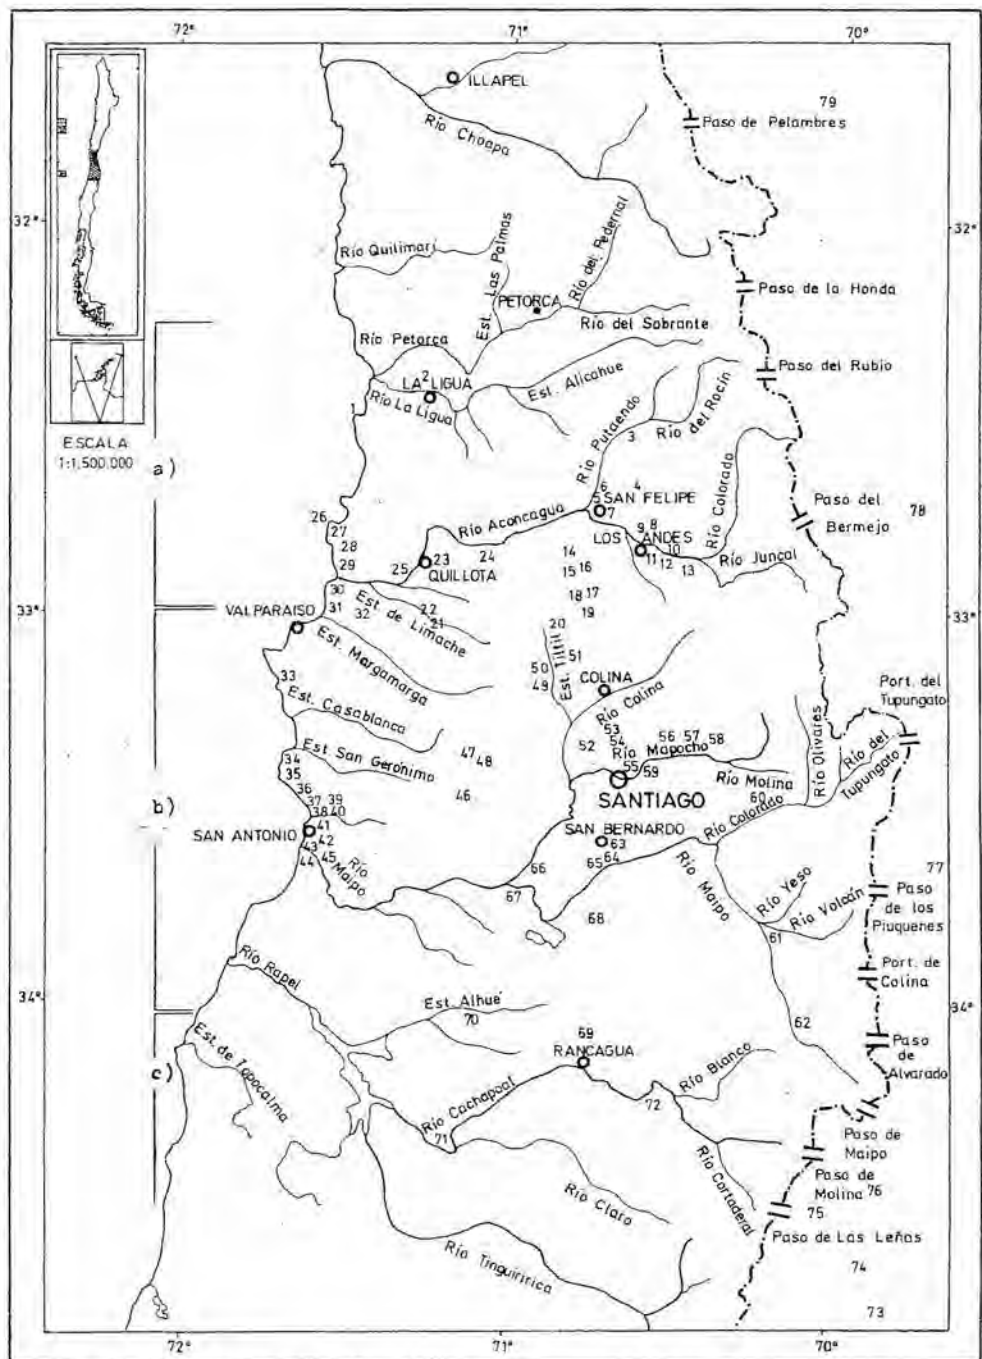 72°
71°
70°
ILLAPEL
79
Paso de Pelambres
Río Choapa
32°
32°
Río Quilimarí
Est. Las Palmas
Río del Pedernal
Paso de la Honda
PETORCA
Río del Sobrante
Río Petorca
Paso del Rubio
2
LA LIGUA
Est. Alicahue
Río La Ligua
1
Río Putaendo
Río del Rocín
3
ESCALA
1:1,500.000
a)
4
6
5
SAN FELIPE
7
Río Colorado
Paso del
Bermejo
78
26
27
28
29
Río Aconcagua
24
23
25
QUILLOTA
9 8
LOS ANDES
10
11 12
13
Río Juncal
14
15 16
18 17
19
20
33°
33°
30
31
32
VALPARAISO
Est. de Limache
22
21
Est. Margamarga
Est. Tiltil
51
50
49
COLINA
Río Colina
Port. del
Tupungato
33
Est. Casablanca
53
52
54
56 57 58
Río Mapocho
55
59
Río Olivares
Río del
Tupungato
47
48
34
Est San Gerónimo
35
36
46
Río Molina
60
SANTIAGO
Río Colorado
b)
37 39
38 40
SAN ANTONIO
41
42
43
44 45
Río
Maipo
SAN BERNARDO
63
64
65
66
67
68
Río Maipo
Río Yeso
Río Volcán
61
77
Paso
de los
Piuquenes
Port. de
Colina
34°
34°
62
Río Rapel
Est. Alhué
70
69
RANCAGUA
Paso
de
Alvarado
Est. de Topocalma
c)
Río Cachapoal
71
72
Río Blanco
Paso de
Maipo
Paso de
Molina
76
75
Río Claro
Río Cortaderal
Paso de Las Leñas
Río Tinguiririca
74
73
72°
71°
70°